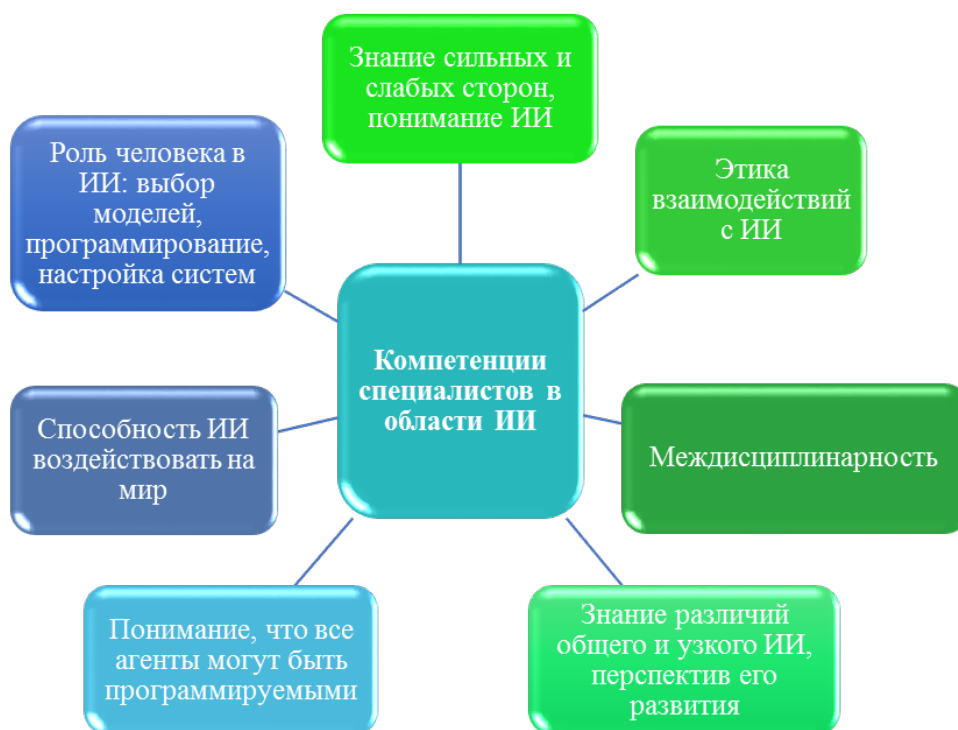 Знание сильных и
слабых сторон,
понимание ИИ
Этика
взаимодействий
с ИИ
Междисциплинарность
Знание различий
общего и узкого ИИ,
перспектив его
развития
Понимание, что все
агенты могут быть
программируемыми
Способность ИИ
воздействовать на
мир
Роль человека в
ИИ: выбор
моделей,
программирование,
настройка систем
Компетенции
специалистов в
области ИИ